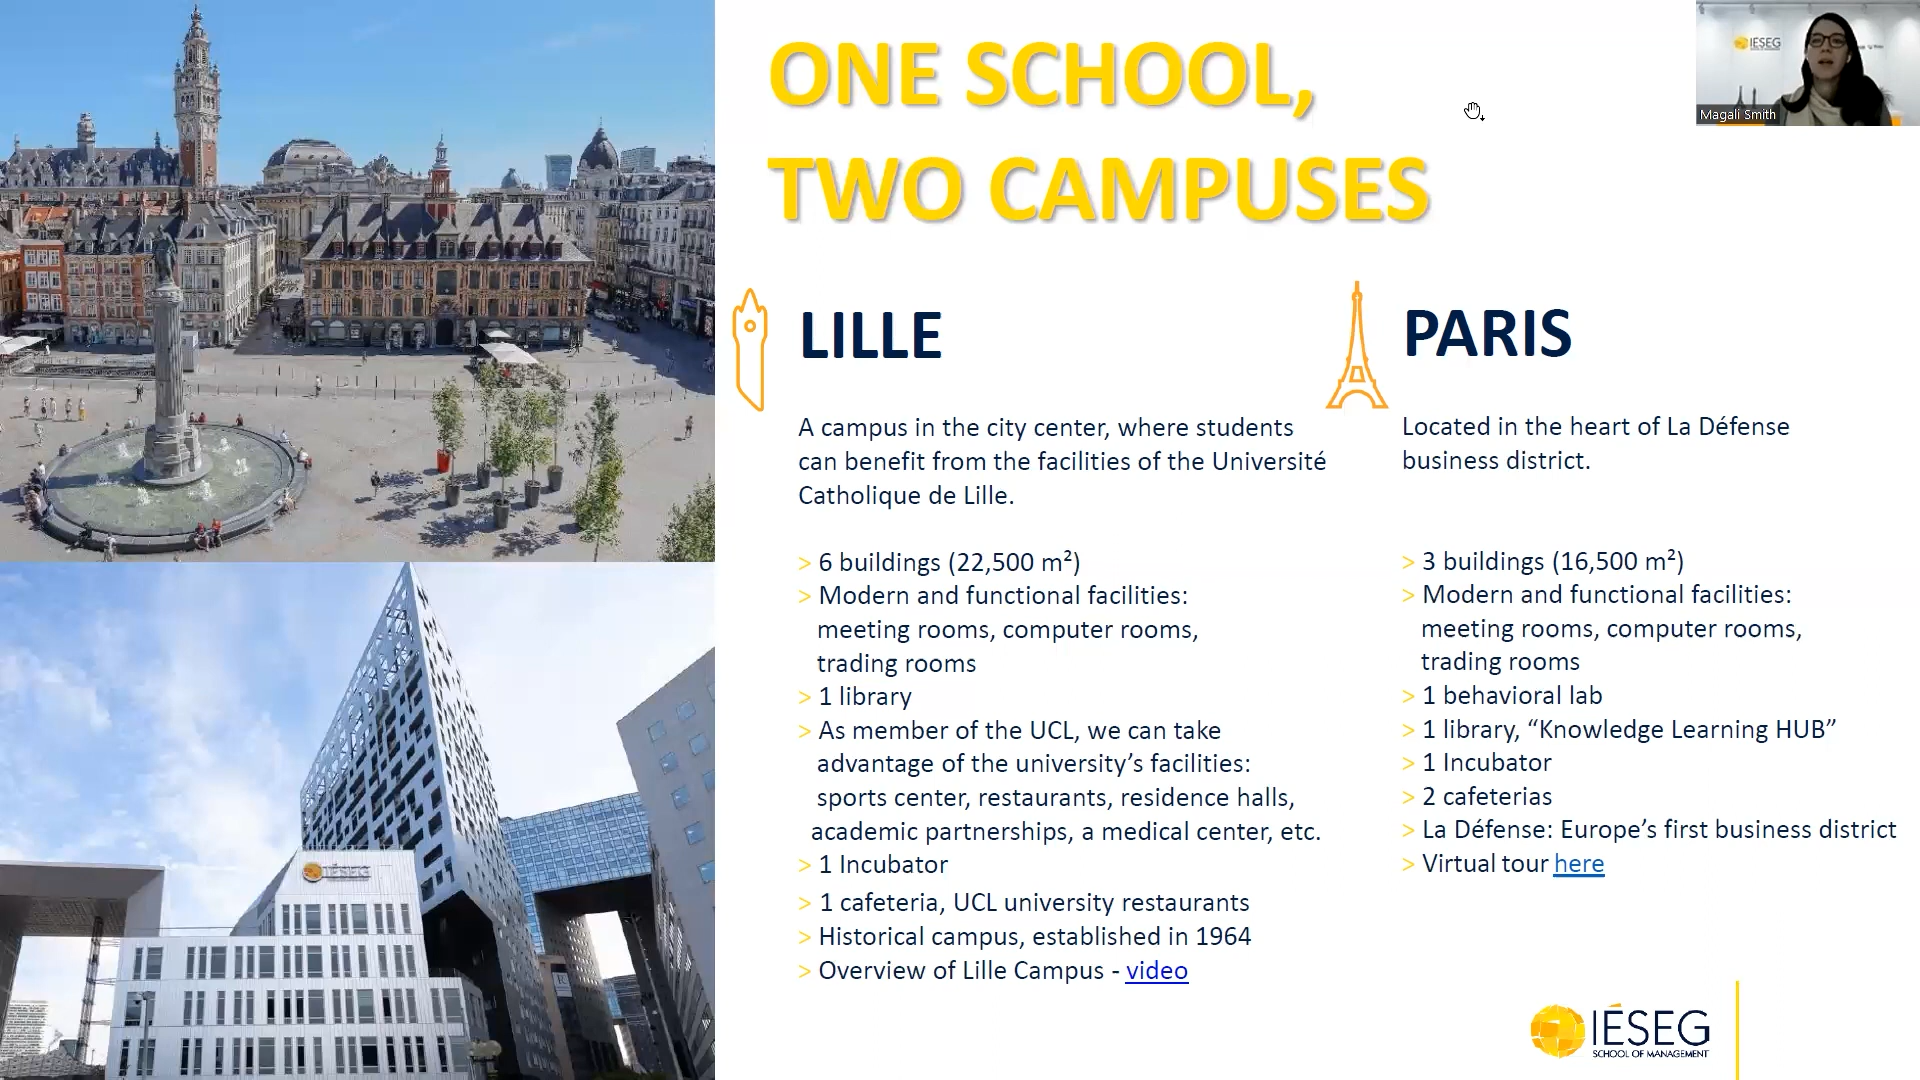 ONE SCHOOL,
TWO CAMPUSES
IESEG
Magali Smith
LILLE
A campus in the city center, where students
can benefit from the facilities of the Université
Catholique de Lille.
> 6 buildings (22,500 m²)
> Modern and functional facilities:
meeting rooms, computer rooms,
trading rooms
> 1 library
> As member of the UCL, we can take
advantage of the university’s facilities:
sports center, restaurants, residence halls,
academic partnerships, a medical center, etc.
> 1 Incubator
> 1 cafeteria, UCL university restaurants
> Historical campus, established in 1964
> Overview of Lille Campus - video
PARIS
Located in the heart of La Défense
business district.
> 3 buildings (16,500 m²)
> Modern and functional facilities:
meeting rooms, computer rooms,
trading rooms
> 1 behavioral lab
> 1 library, “Knowledge Learning HUB”
> 1 Incubator
> 2 cafeterias
> La Défense: Europe’s first business district
> Virtual tour here
IÉSEG
IÉSEG
SCHOOL OF MANAGEMENT